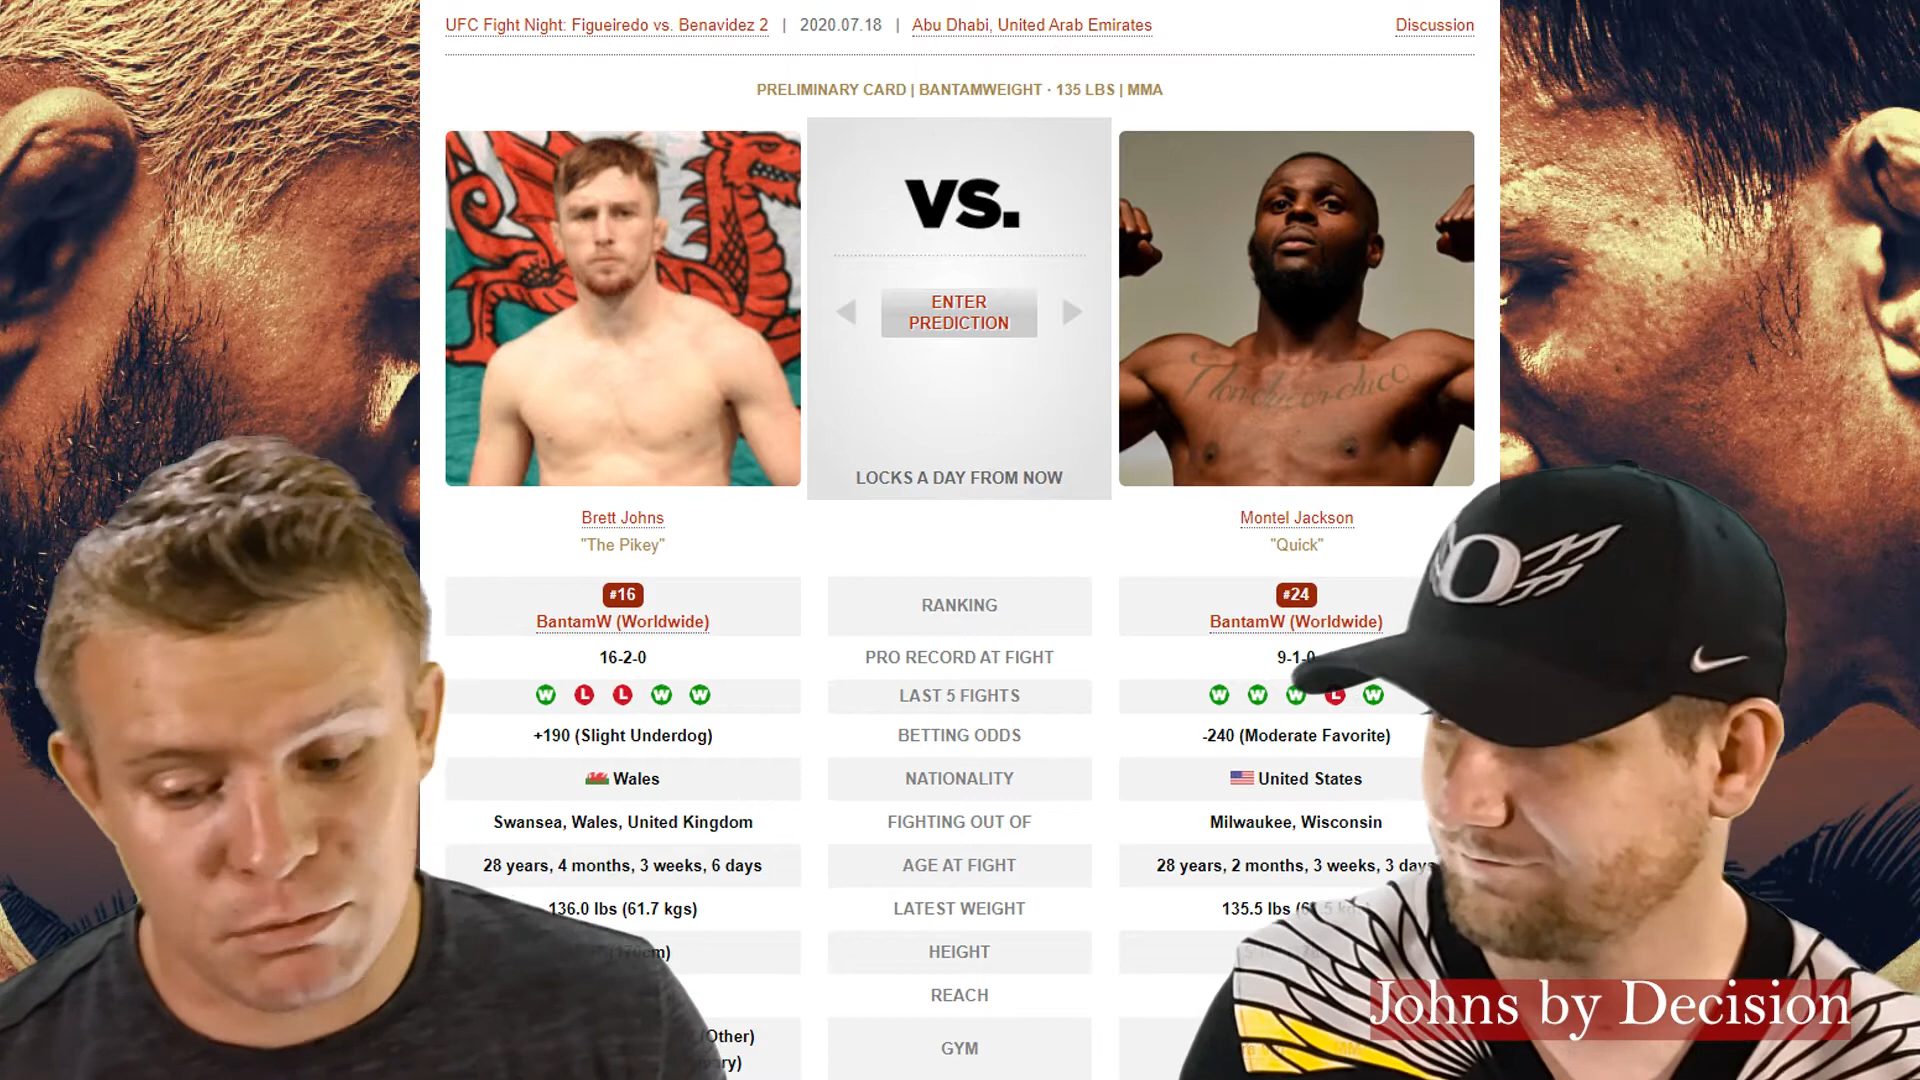 UFC Fight Night: Figueiredo vs. Benavidez 2 | 2020.07.18 | Abu Dhabi, United Arab Emirates Discussion
PRELIMINARY CARD | BANTAMWEIGHT · 135 LBS | MMA
VS.
ENTER
PREDICTION
LOCKS A DAY FROM NOW
Brett Johns Montel Jackson
"The Pikey" "Quick"
#16 RANKING #24
BantamW (Worldwide) BantamW (Worldwide)
16-2-0 PRO RECORD AT FIGHT 9-1-0
W L L W W LAST 5 FIGHTS W W W L W
+190 (Slight Underdog) BETTING ODDS -240 (Moderate Favorite)
Wales NATIONALITY United States
Swansea, Wales, United Kingdom FIGHTING OUT OF Milwaukee, Wisconsin
28 years, 4 months, 3 weeks, 6 days AGE AT FIGHT 28 years, 2 months, 3 weeks, 3 days
136.0 lbs (61.7 kgs) LATEST WEIGHT 135.5 lbs
HEIGHT
REACH
(Other)
GYM
O
Johns by Decision